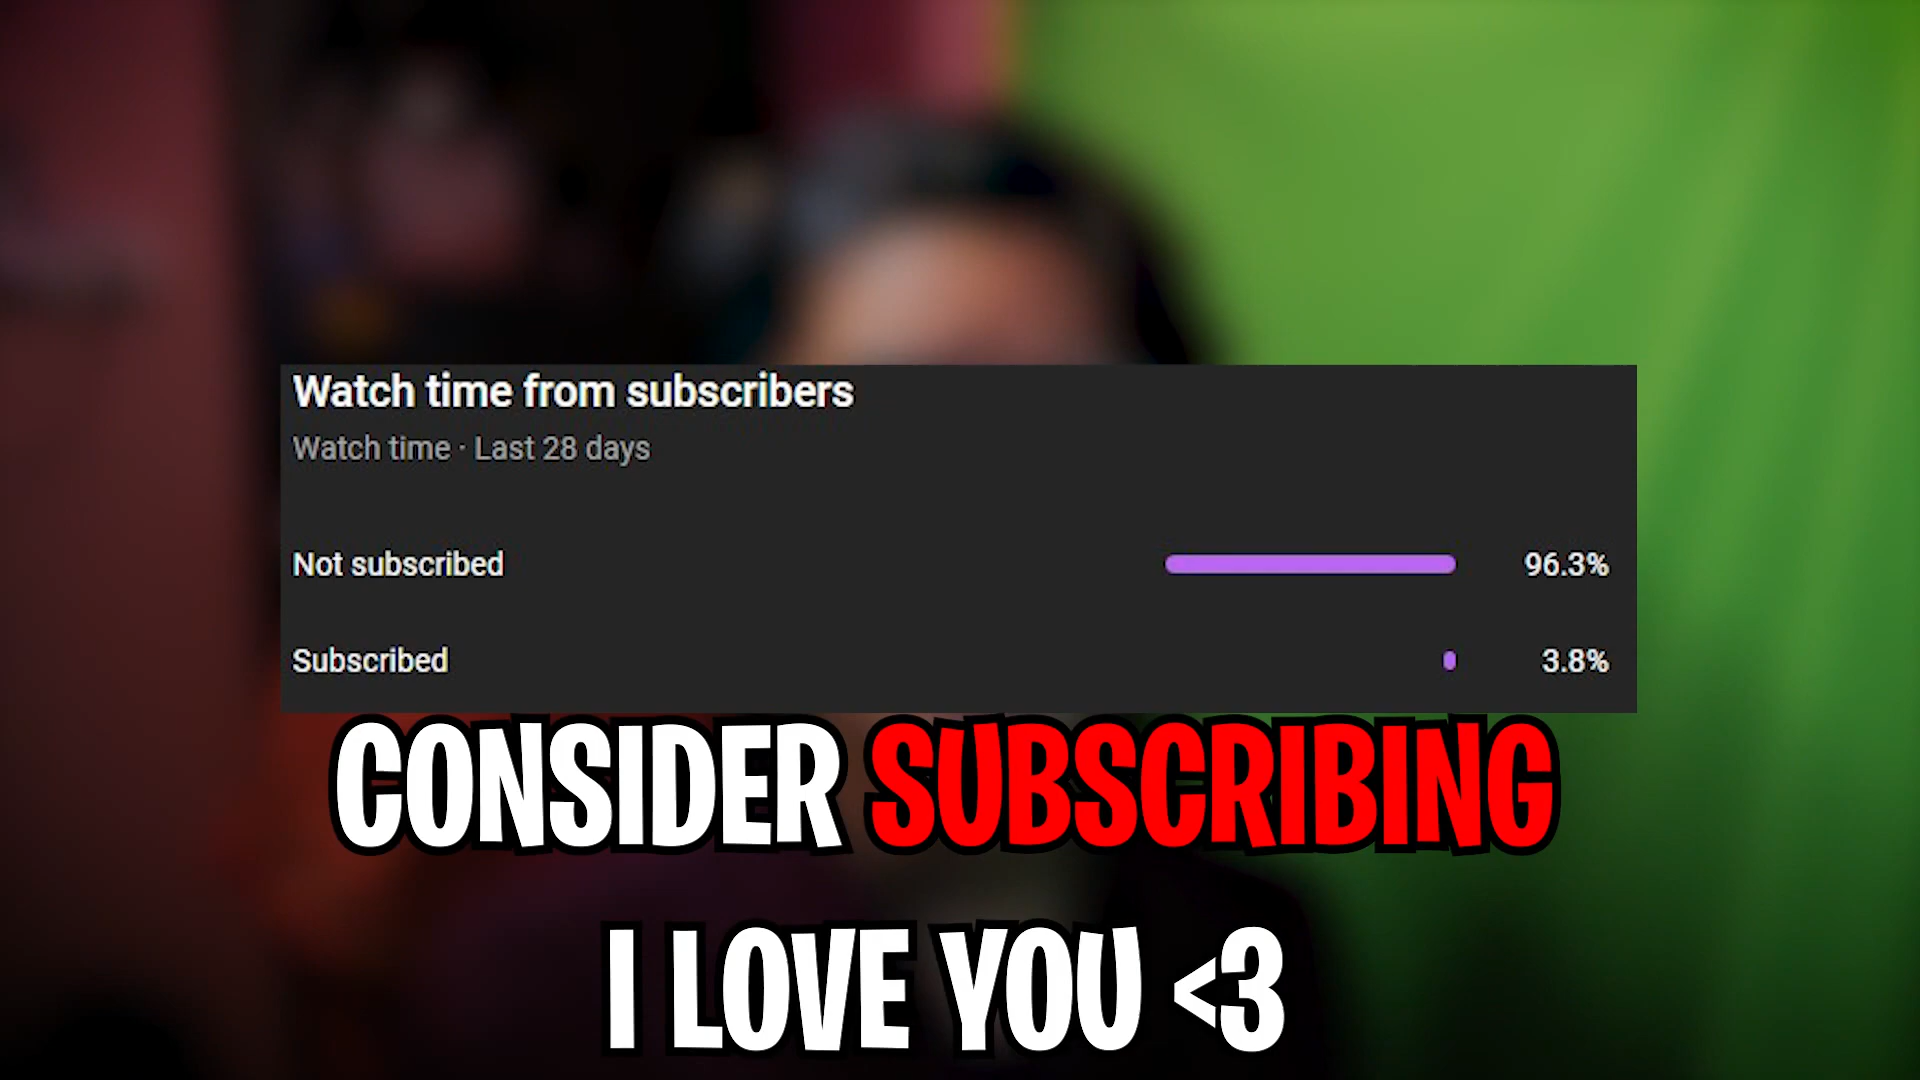 Watch time from subscribers
Watch time · Last 28 days
Not subscribed 96.3%
Subscribed 3.8%
CONSIDER SUBSCRIBING
I LOVE YOU <3